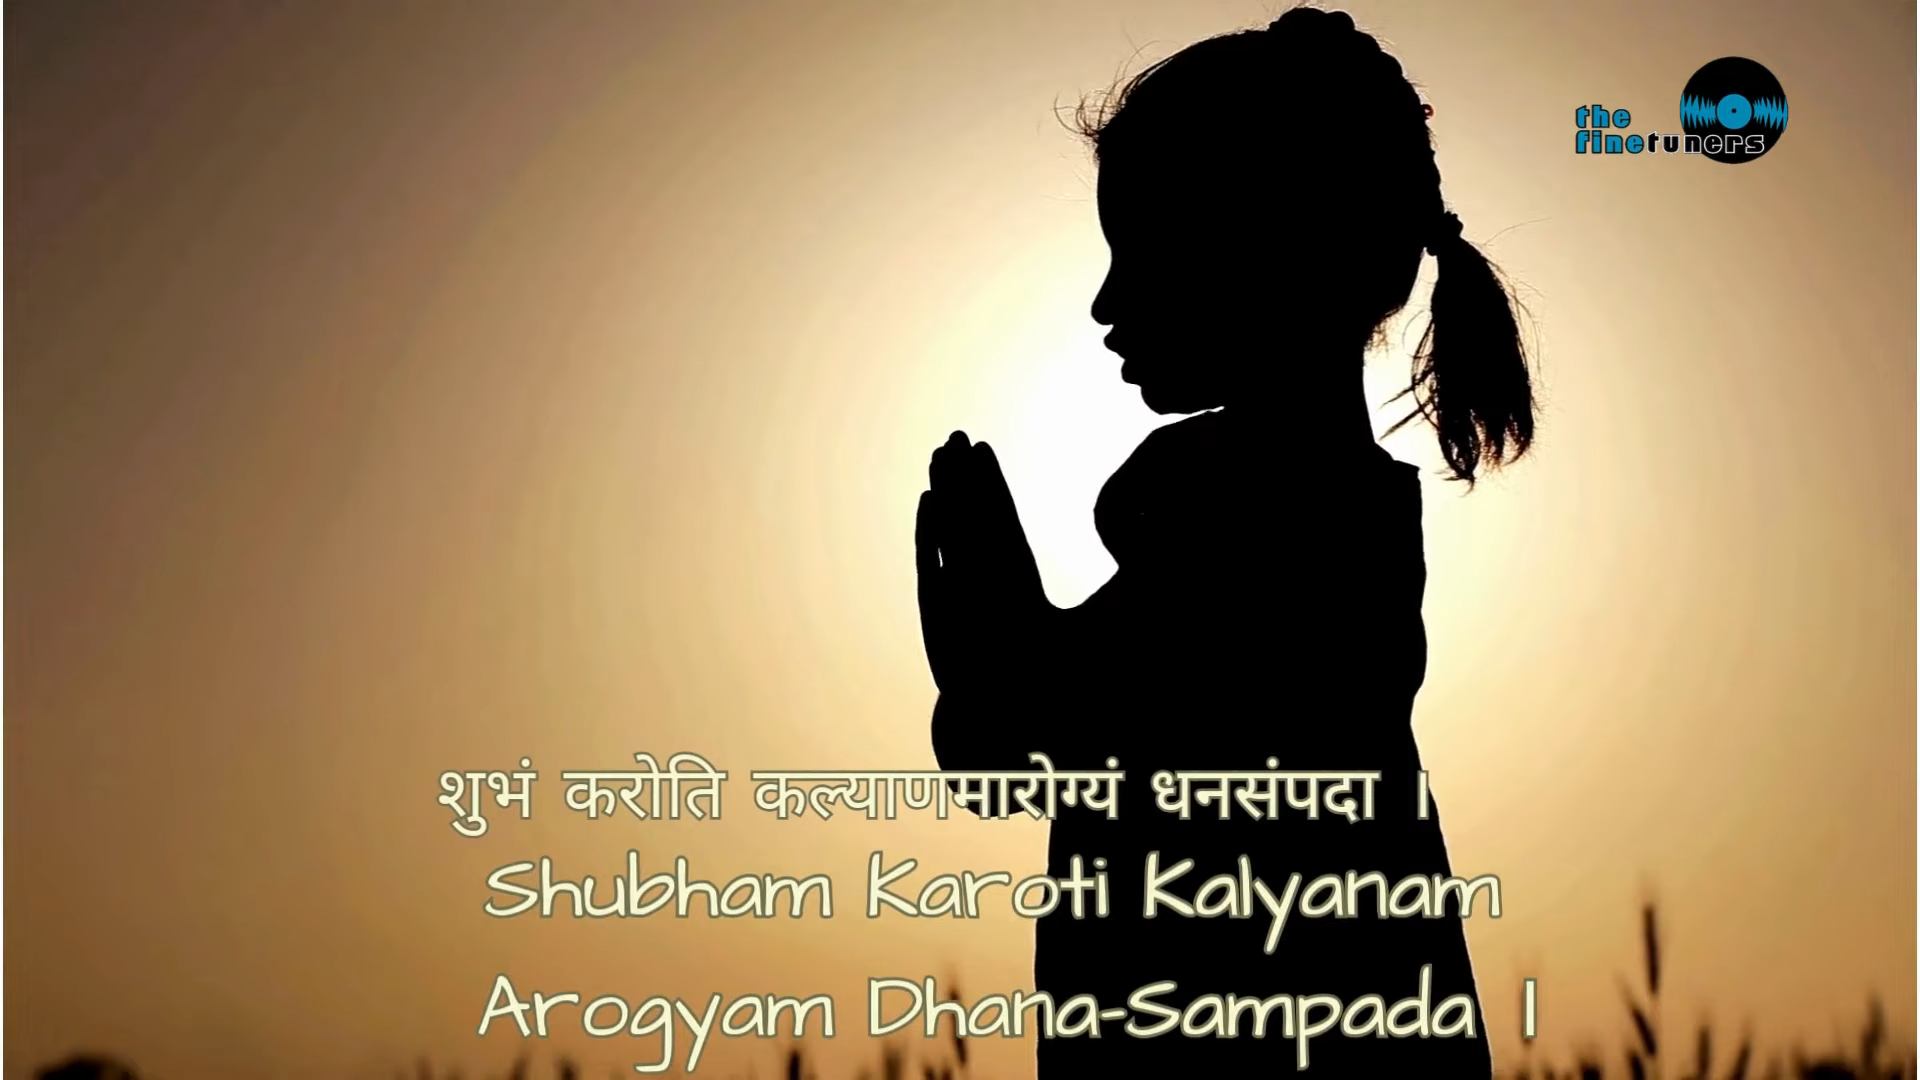 the
finetuners
शुभं करोति कल्याणमारोग्यं धनसंपदा ।
Shubham Karoti Kalyanam
Arogyam Dhana-Sampada ।